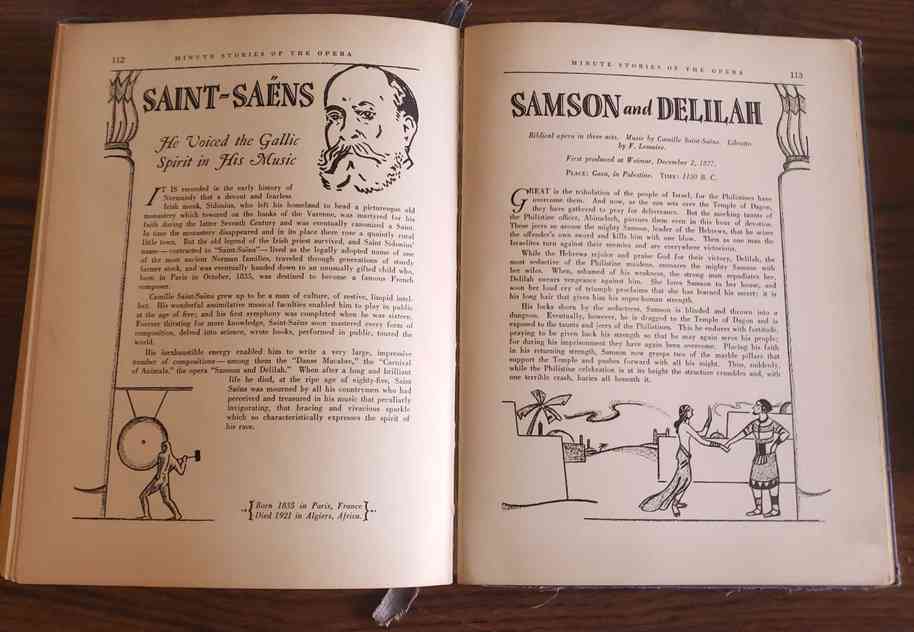 112
MINUTE STORIES OF THE OPERA
SAINT-SAËNS
He Voiced the Gallic
Spirit in His Music
IT IS recorded in the early history of
Normandy that a devout and fearless
Irish monk, Sidonius, who left his homeland to head a picturesque old
monastery which towered on the banks of the Varenne, was martyred for his
faith during the latter Seventh Century and was eventually canonized a Saint.
In time the monastery disappeared and in its place there rose a quaintly rural
little town. But the old legend of the Irish priest survived, and Saint Sidonius'
name—contracted to "Saint-Saëns"—lived as the legally adopted name of one
of the most ancient Norman families, traveled through generations of sturdy
farmer stock, and was eventually handed down to an unusually gifted child who,
born in Paris in October, 1835, was destined to become a famous French
composer.
Camille Saint-Saëns grew up to be a man of culture, of restive, limpid intel-
lect. His wonderful assimilative musical faculties enabled him to play in public
at the age of five; and his first symphony was completed when he was sixteen.
Forever thirsting for more knowledge, Saint-Saëns soon mastered every form of
composition, delved into science, wrote books, performed in public, toured the
world.
His inexhaustible energy enabled him to write a very large, impressive
number of compositions—among them the "Danse Macabre," the "Carnival
of Animals," the opera "Samson and Delilah." When after a long and brilliant
life he died, at the ripe age of eighty-five, Saint
Saëns was mourned by all his countrymen who had
perceived and treasured in his music that peculiarly
invigorating, that bracing and vivacious sparkle
which so characteristically expresses the spirit of
his race.
Born 1835 in Paris, France
Died 1921 in Algiers, Africa.
MINUTE STORIES OF THE OPERA
113
SAMSON and DELILAH
Biblical opera in three acts. Music by Camille Saint-Saëns. Libretto
by F. Lemaire.
First produced at Weimar, December 2, 1877.
PLACE: Gaza, in Palestine. TIME: 1150 B. C.
GREAT is the tribulation of the people of Israel, for the Philistines have
overcome them. And now, as the sun sets over the Temple of Dagon,
they have gathered to pray for deliverance. But the mocking taunts of
the Philistine officer, Abimelech, pursues them even in this hour of devotion.
These jeers so arouse the mighty Samson, leader of the Hebrews, that he seizes
the offender's own sword and kills him with one blow. Then as one man the
Israelites turn against their enemies and are everywhere victorious.
While the Hebrews rejoice and praise God for their victory, Delilah, the
most seductive of the Philistine maidens, ensnares the mighty Samson with
her wiles. When, ashamed of his weakness, the strong man repudiates her,
Delilah swears vengeance against him. She lures Samson to her house, and
soon her loud cry of triumph proclaims that she has learned his secret: it is
his long hair that gives him his super-human strength.
His locks shorn by the seductress, Samson is blinded and thrown into a
dungeon. Eventually, however, he is dragged to the Temple of Dagon and is
exposed to the taunts and jeers of the Philistines. This he endures with fortitude,
praying to be given back his strength so that he may again serve his people;
for during his imprisonment they have again been overcome. Placing his faith
in his returning strength, Samson now grasps two of the marble pillars that
support the Temple and pushes forward with all his might. Thus, suddenly,
while the Philistine celebration is at its height the structure crumbles and, with
one terrible crash, buries all beneath it.